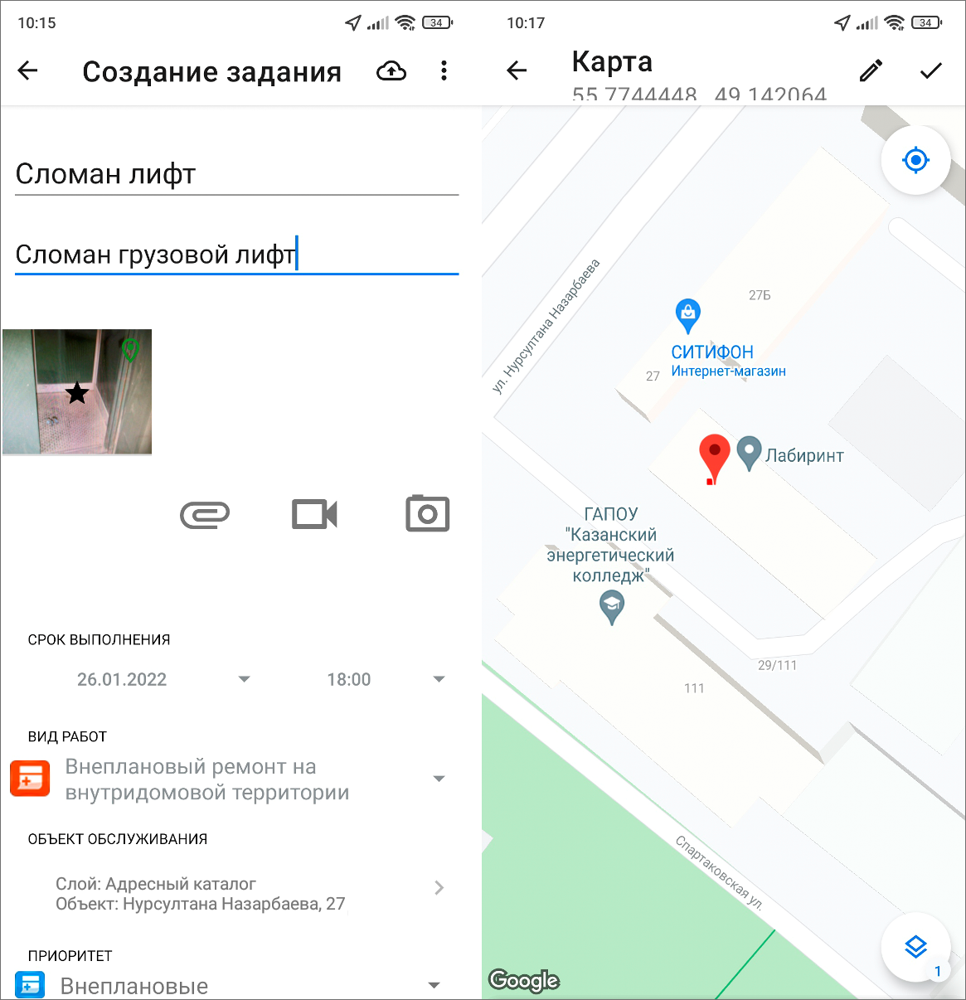 10:15
34
Создание задания
Сломан лифт
Сломан грузовой лифт
СРОК ВЫПОЛНЕНИЯ
26.01.2022
18:00
ВИД РАБОТ
Внеплановый ремонт на
внутридомовой территории
ОБЪЕКТ ОБСЛУЖИВАНИЯ
Слой: Адресный каталог
Объект: Нурсултана Назарбаева, 27
ПРИОРИТЕТ
Внеплановые
10:17
34
Карта
55.7744448 49.142064
ул. Нурсултана Назарбаева
27Б
СИТИФОН
Интернет-магазин
27
Лабиринт
ГАПОУ
"Казанский
энергетический
колледж"
29/111
111
Спартаковская ул.
Google
1